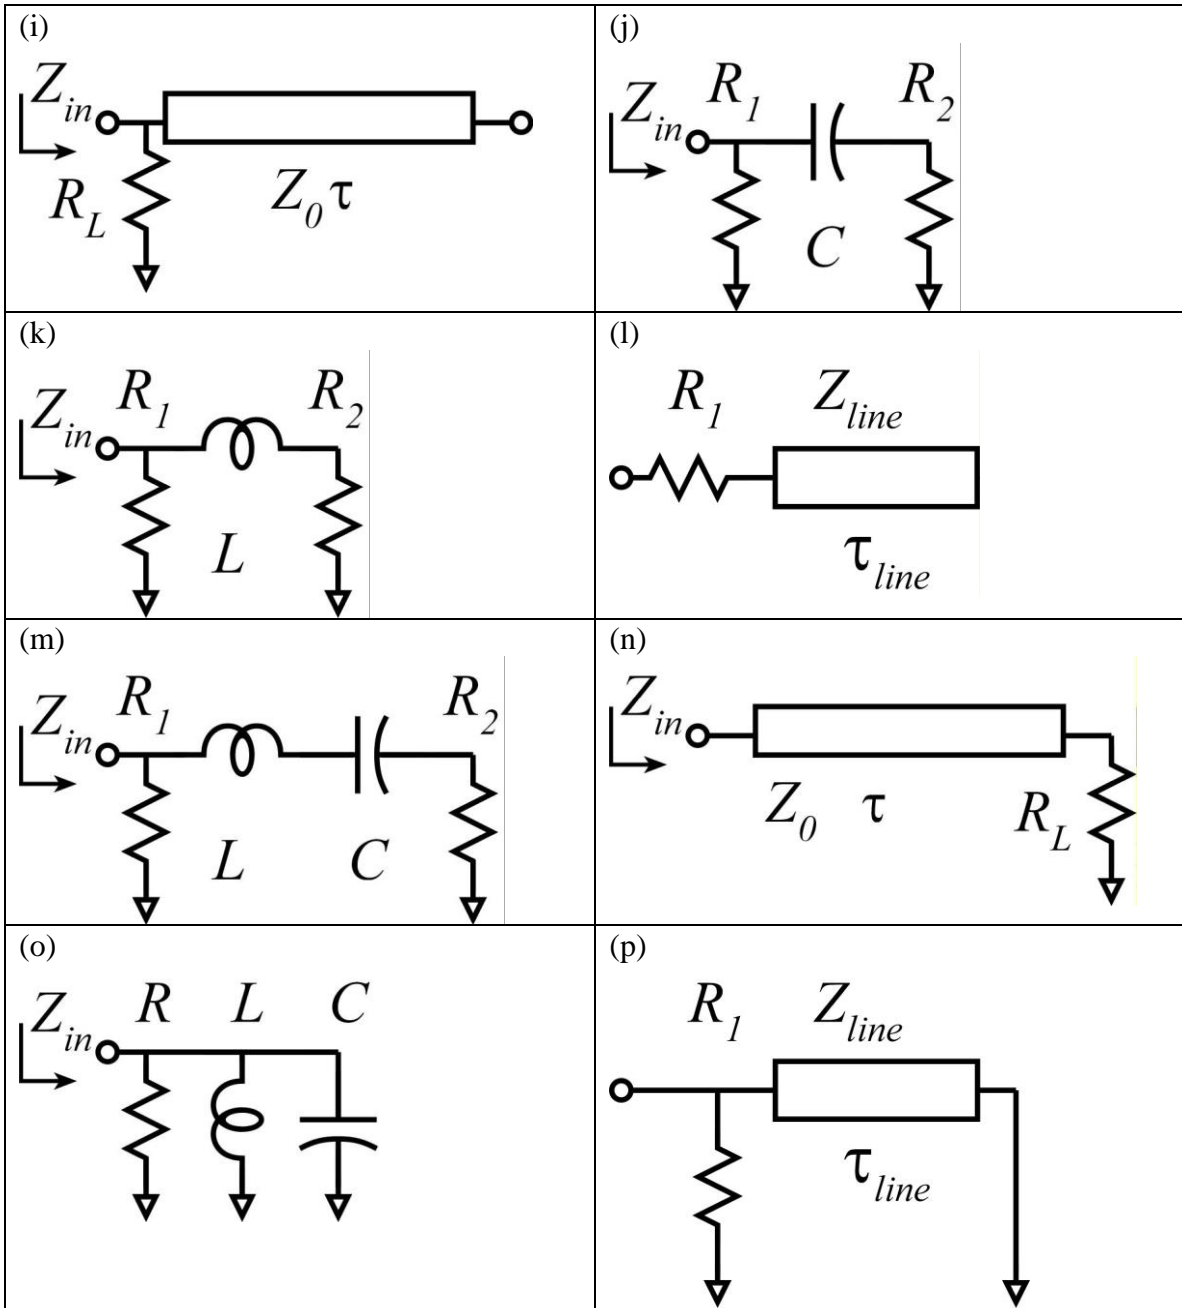 (i)
Z_in
R_L
Z_0 τ
(j)
Z_in R_1 R_2
C
(k)
Z_in R_1 R_2
L
(l)
R_1 Z_line
τ_line
(m)
Z_in R_1 R_2
L C
(n)
Z_in
Z_0 τ R_L
(o)
Z_in R L C
(p)
R_1 Z_line
τ_line